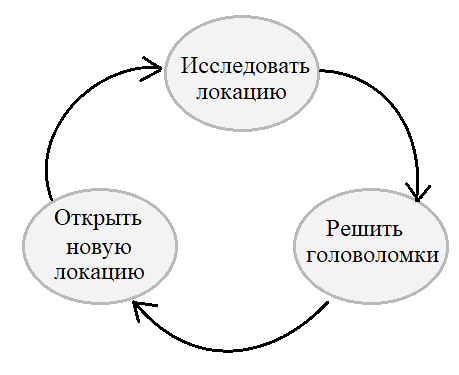 Исследовать
локацию
Решить
головоломки
Открыть
новую
локацию